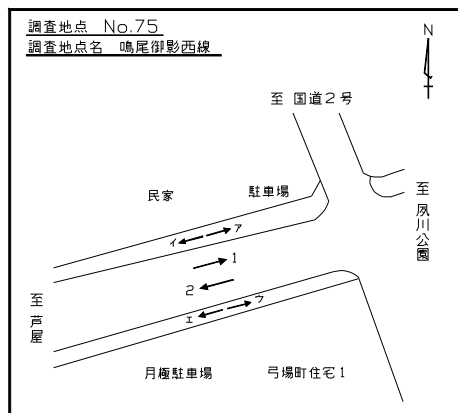 調査地点 No.75
調査地点名 鳴尾御影西線
N
至 国道2号
民家
駐車場
至 夙川公園
イ
ア
1
2
エ
ウ
至 芦屋
月極駐車場
弓場町住宅1